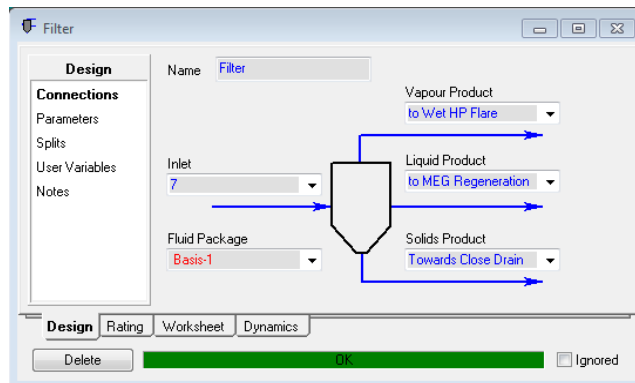 Filter
Design
Connections
Parameters
Splits
User Variables
Notes
Name Filter
Vapour Product
to Wet HP Flare
Inlet
7
Liquid Product
to MEG Regeneration
Fluid Package
Basis-1
Solids Product
Towards Close Drain
Design Rating Worksheet Dynamics
Delete OK Ignored